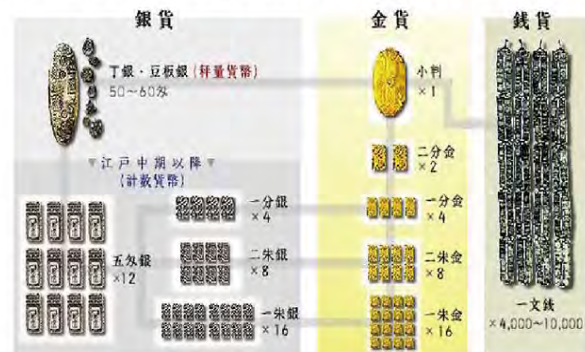 銀貨
金貨
銭貨
丁銀・豆板銀 (秤量貨幣)
50〜60匁
小判
×1
二分金
×2
▼江戸中期以降▼
(計数貨幣)
一分銀
×4
一分金
×4
五匁銀
×12
二朱銀
×8
二朱金
×8
一朱銀
×16
一朱金
×16
一文銭
×4,000〜10,000